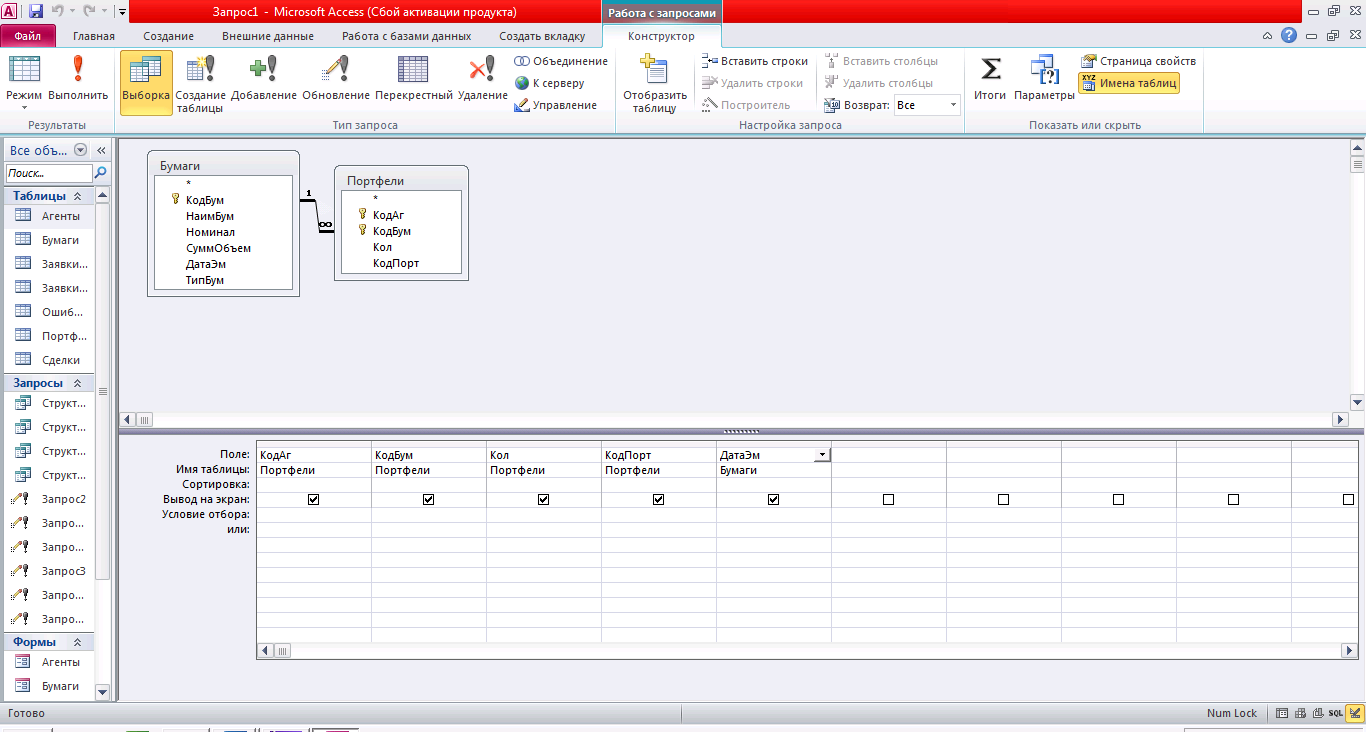 Запрос1 - Microsoft Access (Сбой активации продукта)
Работа с запросами
Файл Главная Создание Внешние данные Работа с базами данных Создать вкладку Конструктор
Режим Выполнить
Результаты
Выборка Создание таблицы Добавление Обновление Перекрестный Удаление
Объединение
К серверу
Управление
Тип запроса
Отобразить таблицу
Вставить строки
Удалить строки
Построитель
Вставить столбцы
Удалить столбцы
Возврат: Все
Настройка запроса
Итоги Параметры
Страница свойств
XYZ Имена таблиц
Показать или скрыть
Все объ... «
Поиск...
Таблицы
Агенты
Бумаги
Заявки...
Заявки...
Ошиб...
Портф...
Сделки
Запросы
Структ...
Структ...
Структ...
Структ...
Запрос2
Запро...
Запро...
Запрос3
Запро...
Запро...
Формы
Агенты
Бумаги
Бумаги
*
КодБум
НаимБум
Номинал
СуммОбъем
ДатаЭм
ТипБум
1
∞
Портфели
*
КодАг
КодБум
Кол
КодПорт
Поле: КодАг КодБум Кол КодПорт ДатаЭм
Имя таблицы: Портфели Портфели Портфели Портфели Бумаги
Сортировка:
Вывод на экран:
Условие отбора:
или:
Готово
Num Lock
SQL